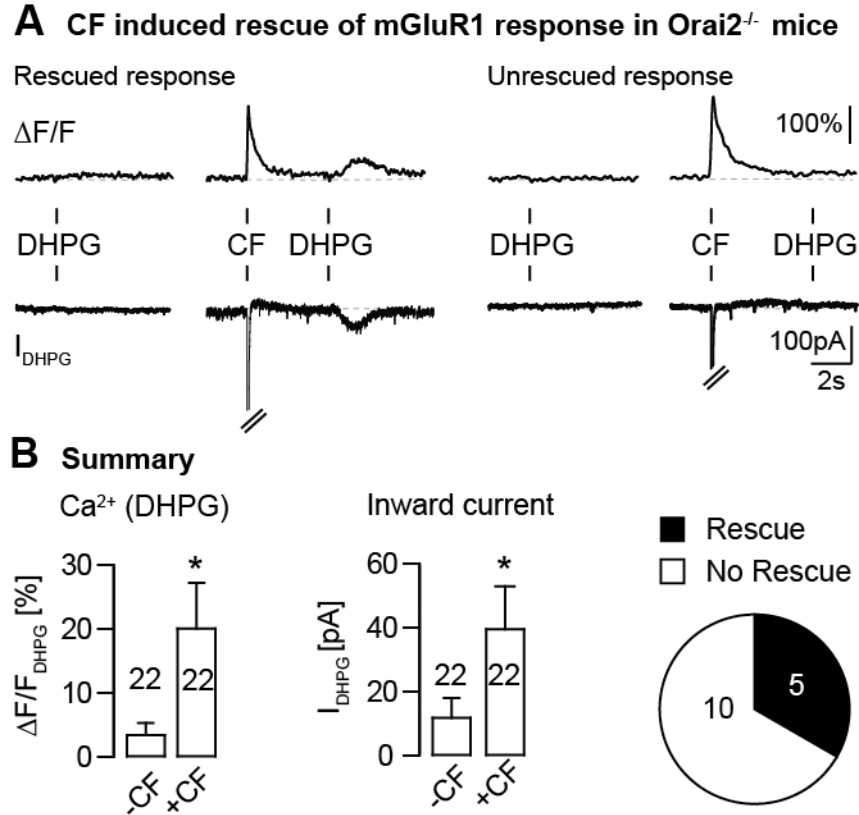 A CF induced rescue of mGluR1 response in Orai2-/- mice
Rescued response
Unrescued response
ΔF/F
100%
DHPG
CF
DHPG
DHPG
CF
DHPG
IDHPG
100pA
2s
B Summary
Ca2+ (DHPG)
Inward current
Rescue
No Rescue
ΔF/FDHPG [%]
30
20
10
0
22
22
*
-CF
+CF
IDHPG [pA]
60
40
20
0
22
22
*
-CF
+CF
10
5